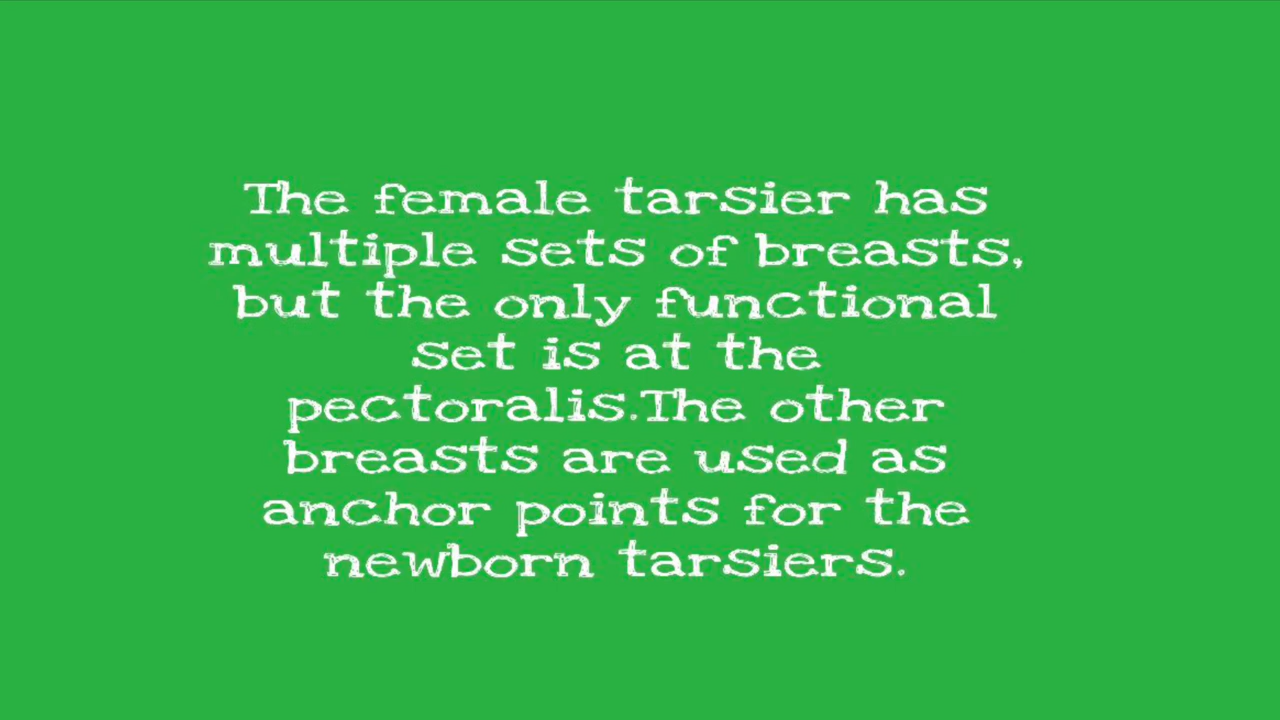 The female tarsier has
multiple sets of breasts,
but the only functional
set is at the
pectoralis.The other
breasts are used as
anchor points for the
newborn tarsiers.